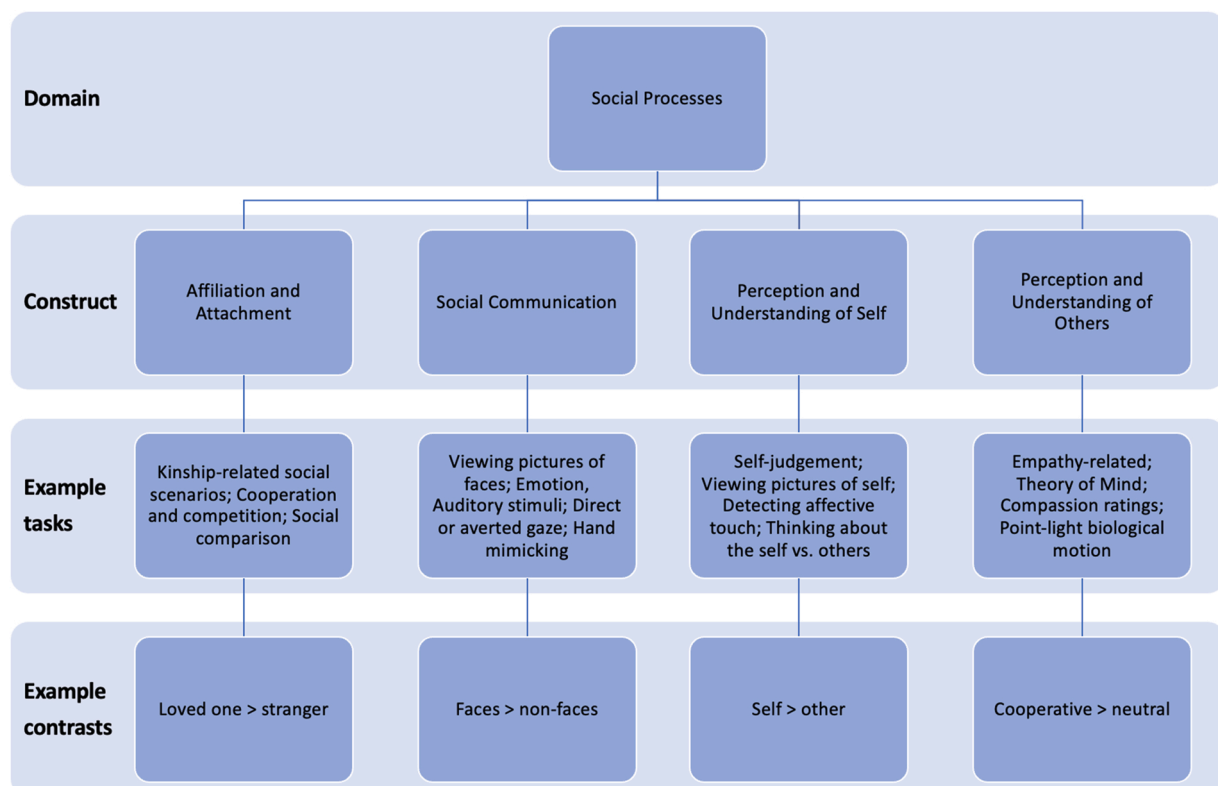 Domain
Social Processes
Construct
Affiliation and
Attachment
Social Communication
Perception and
Understanding of Self
Perception and
Understanding of
Others
Example
tasks
Kinship-related social
scenarios; Cooperation
and competition; Social
comparison
Viewing pictures of
faces; Emotion,
Auditory stimuli; Direct
or averted gaze; Hand
mimicking
Self-judgement;
Viewing pictures of self;
Detecting affective
touch; Thinking about
the self vs. others
Empathy-related;
Theory of Mind;
Compassion ratings;
Point-light biological
motion
Example
contrasts
Loved one > stranger
Faces > non-faces
Self > other
Cooperative > neutral